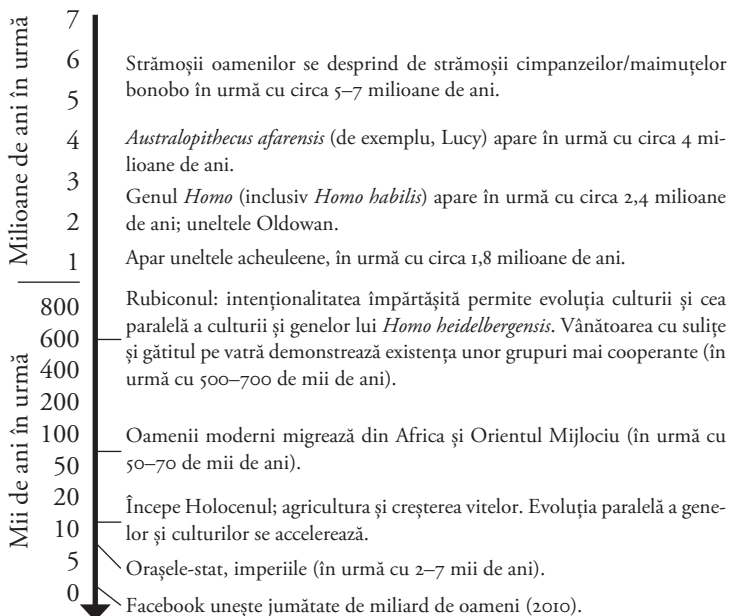 Milioane de ani în urmă
7
6
5
4
3
2
1
Strămoșii oamenilor se desprind de strămoșii cimpanzeilor/maimuțelor
bonobo în urmă cu circa 5–7 milioane de ani.
Australopithecus afarensis (de exemplu, Lucy) apare în urmă cu circa 4 mi-
lioane de ani.
Genul Homo (inclusiv Homo habilis) apare în urmă cu circa 2,4 milioane
de ani; uneltele Oldowan.
Apar uneltele acheuleene, în urmă cu circa 1,8 milioane de ani.
Mii de ani în urmă
800
600
400
200
100
50
20
10
5
0
Rubiconul: intenționalitatea împărtășită permite evoluția culturii și cea
paralelă a culturii și genelor lui Homo heidelbergensis. Vânătoarea cu sulițe
și gătitul pe vatră demonstrează existența unor grupuri mai cooperante (în
urmă cu 500–700 de mii de ani).
Oamenii moderni migrează din Africa și Orientul Mijlociu (în urmă cu
50–70 de mii de ani).
Începe Holocenul; agricultura și creșterea vitelor. Evoluția paralelă a gene-
lor și culturilor se accelerează.
Orașele-stat, imperiile (în urmă cu 2–7 mii de ani).
Facebook unește jumătate de miliard de oameni (2010).